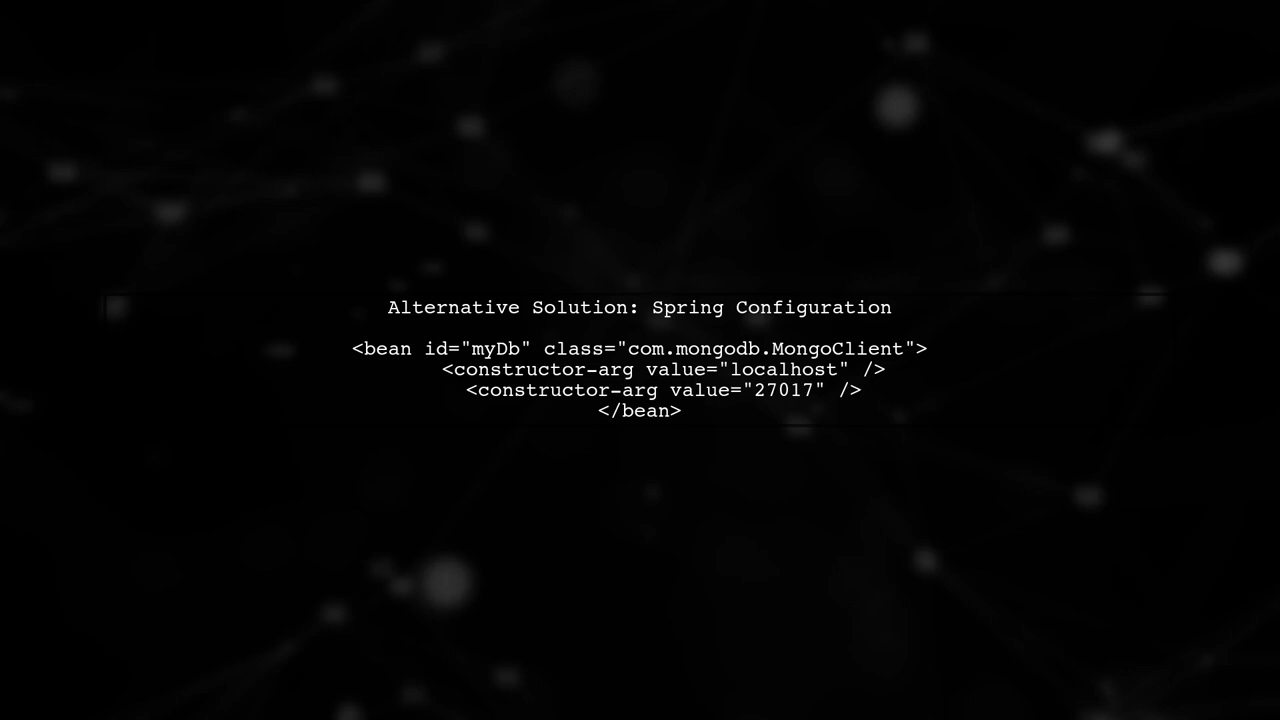 Alternative Solution: Spring Configuration
<bean id="myDb" class="com.mongodb.MongoClient">
<constructor-arg value="localhost" />
<constructor-arg value="27017" />
</bean>